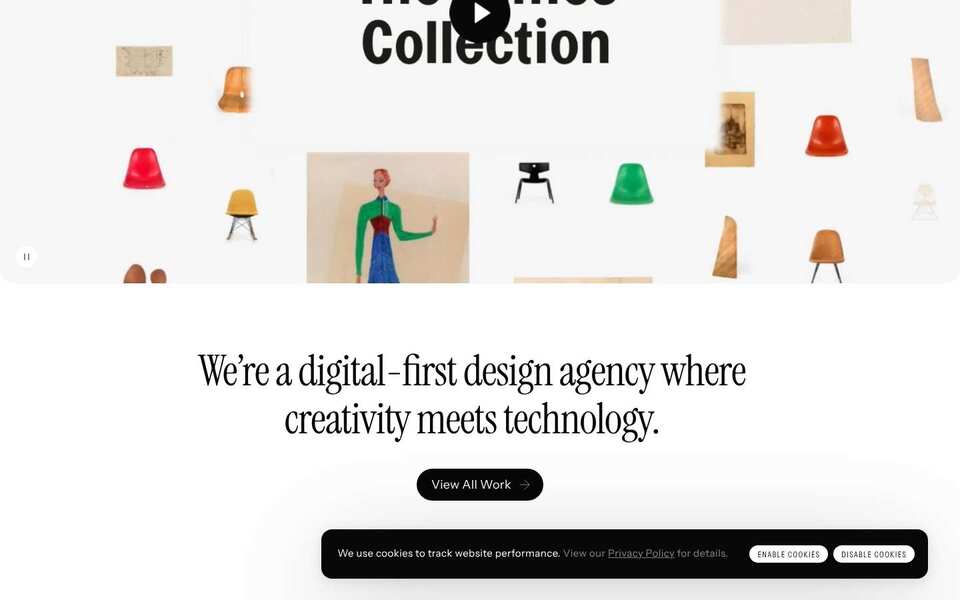 Collection
We're a digital-first design agency where
creativity meets technology.
View All Work
We use cookies to track website performance. View our Privacy Policy for details.
ENABLE COOKIES
DISABLE COOKIES